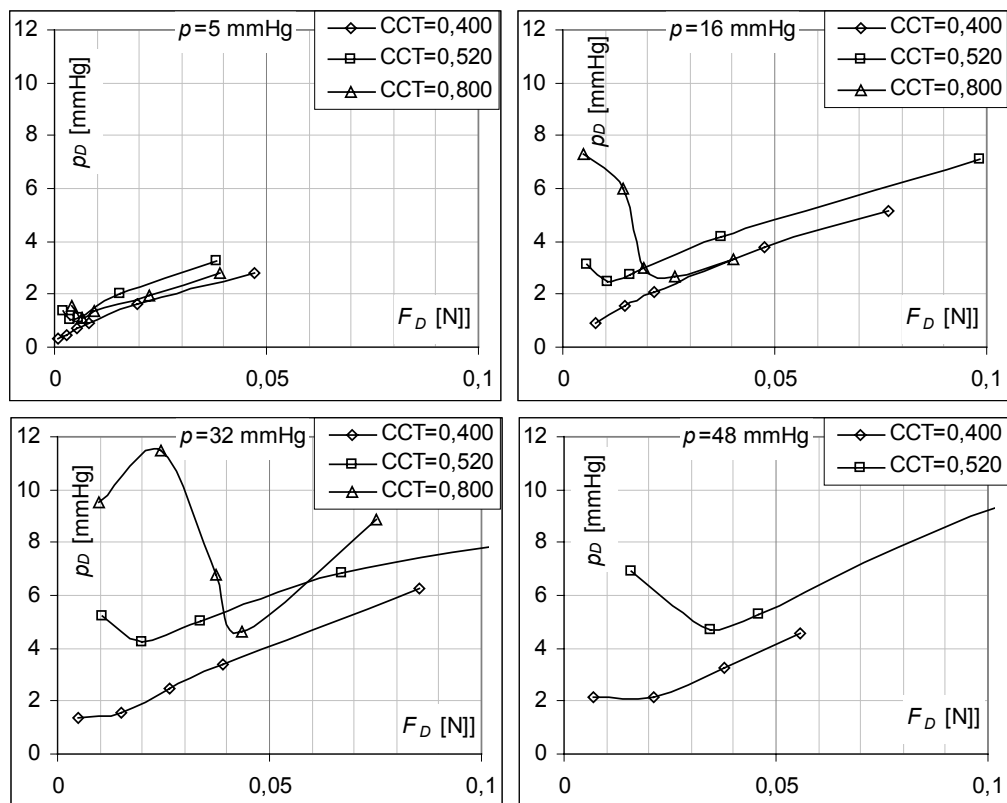 p=5 mmHg
CCT=0,400
CCT=0,520
CCT=0,800
pD [mmHg]
12
10
8
6
4
2
0
FD [N]]
0
0,05
0,1
p=16 mmHg
CCT=0,400
CCT=0,520
CCT=0,800
pD [mmHg]
12
10
8
6
4
2
0
FD [N]]
0
0,05
0,1
p=32 mmHg
CCT=0,400
CCT=0,520
CCT=0,800
pD [mmHg]
12
10
8
6
4
2
0
FD [N]]
0
0,05
0,1
p=48 mmHg
CCT=0,400
CCT=0,520
pD [mmHg]
12
10
8
6
4
2
0
FD [N]]
0
0,05
0,1